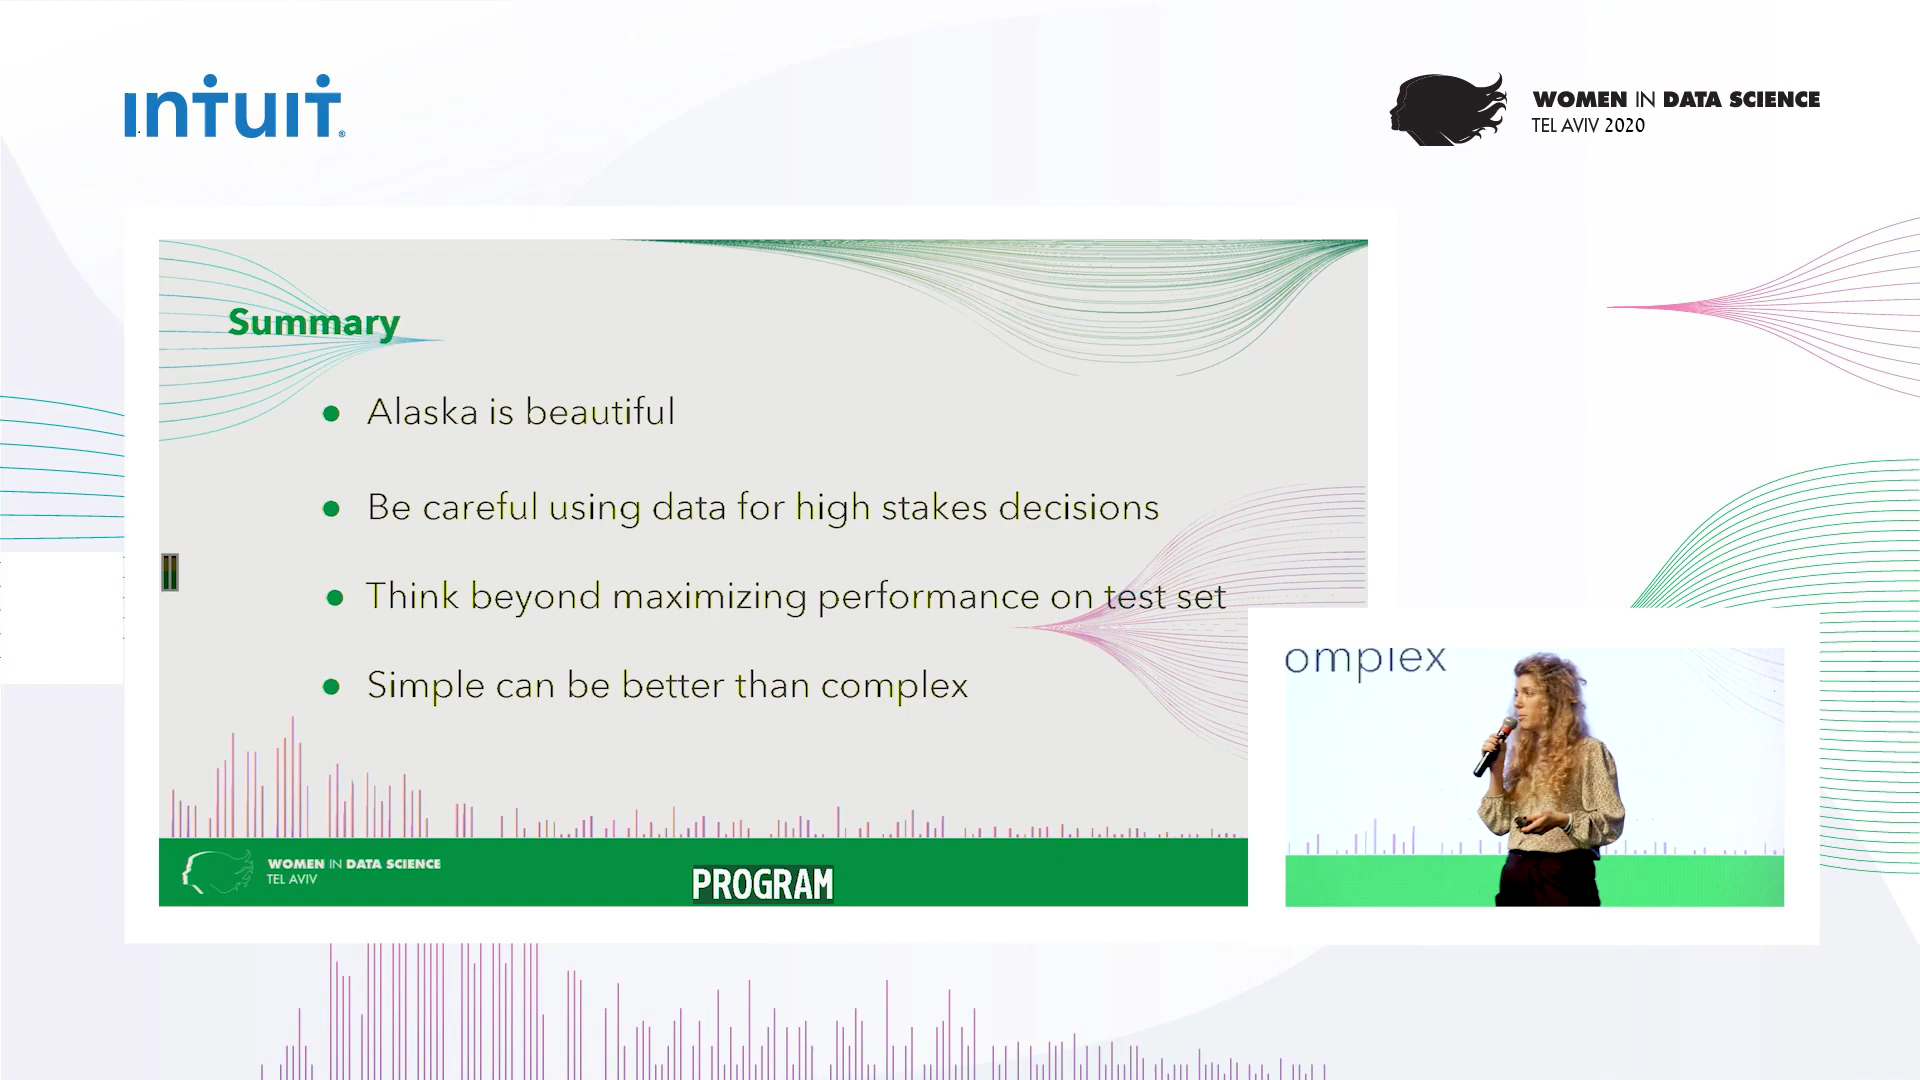 INTUIT
WOMEN IN DATA SCIENCE
TEL AVIV 2020
Summary
Alaska is beautiful
Be careful using data for high stakes decisions
Think beyond maximizing performance on test set
Simple can be better than complex
omplex
WOMEN IN DATA SCIENCE
TEL AVIV
PROGRAM